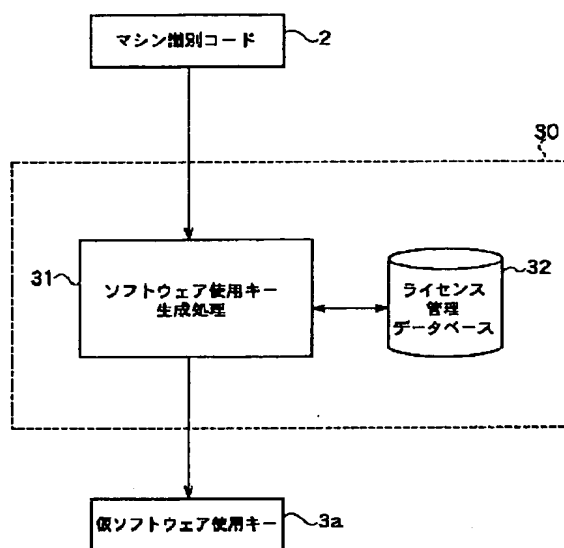 マシン識別コード
2
30
31
ソフトウェア使用キー
生成処理
32
ライセンス
管理
データベース
仮ソフトウェア使用キー
3a